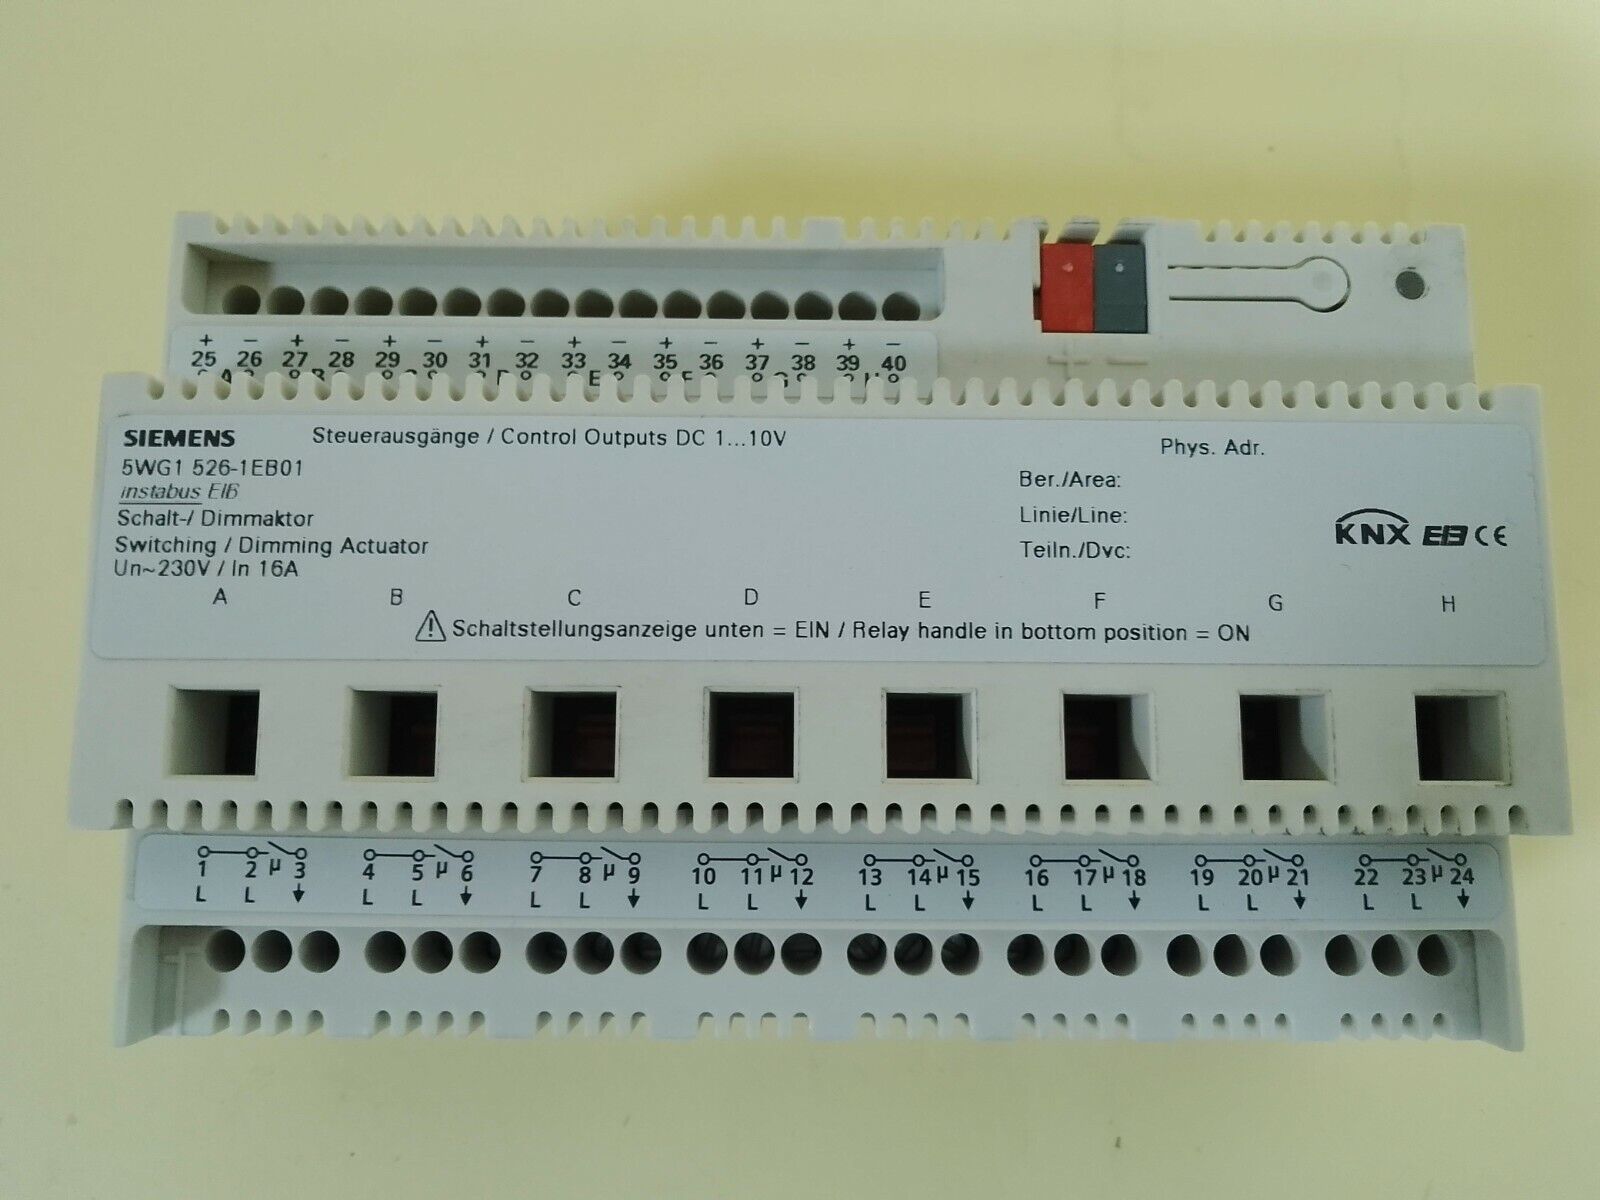 + − + − + − + − + − + − + − + −
25 26 27 28 29 30 31 32 33 34 35 36 37 38 39 40
+ −
SIEMENS
Steuerausgänge / Control Outputs DC 1...10V
5WG1 526-1EB01
instabus EIB
Schalt-/ Dimmaktor
Switching / Dimming Actuator
Un~230V / In 16A
Phys. Adr.
Ber./Area:
Linie/Line:
Teiln./Dvc:
KNX EIB CE
A B C D E F G H
Schaltstellungsanzeige unten = EIN / Relay handle in bottom position = ON
1 2 µ 3 4 5 µ 6 7 8 µ 9 10 11 µ 12 13 14 µ 15 16 17 µ 18 19 20 µ 21 22 23 µ 24
L L L L L L L L L L L L L L L L